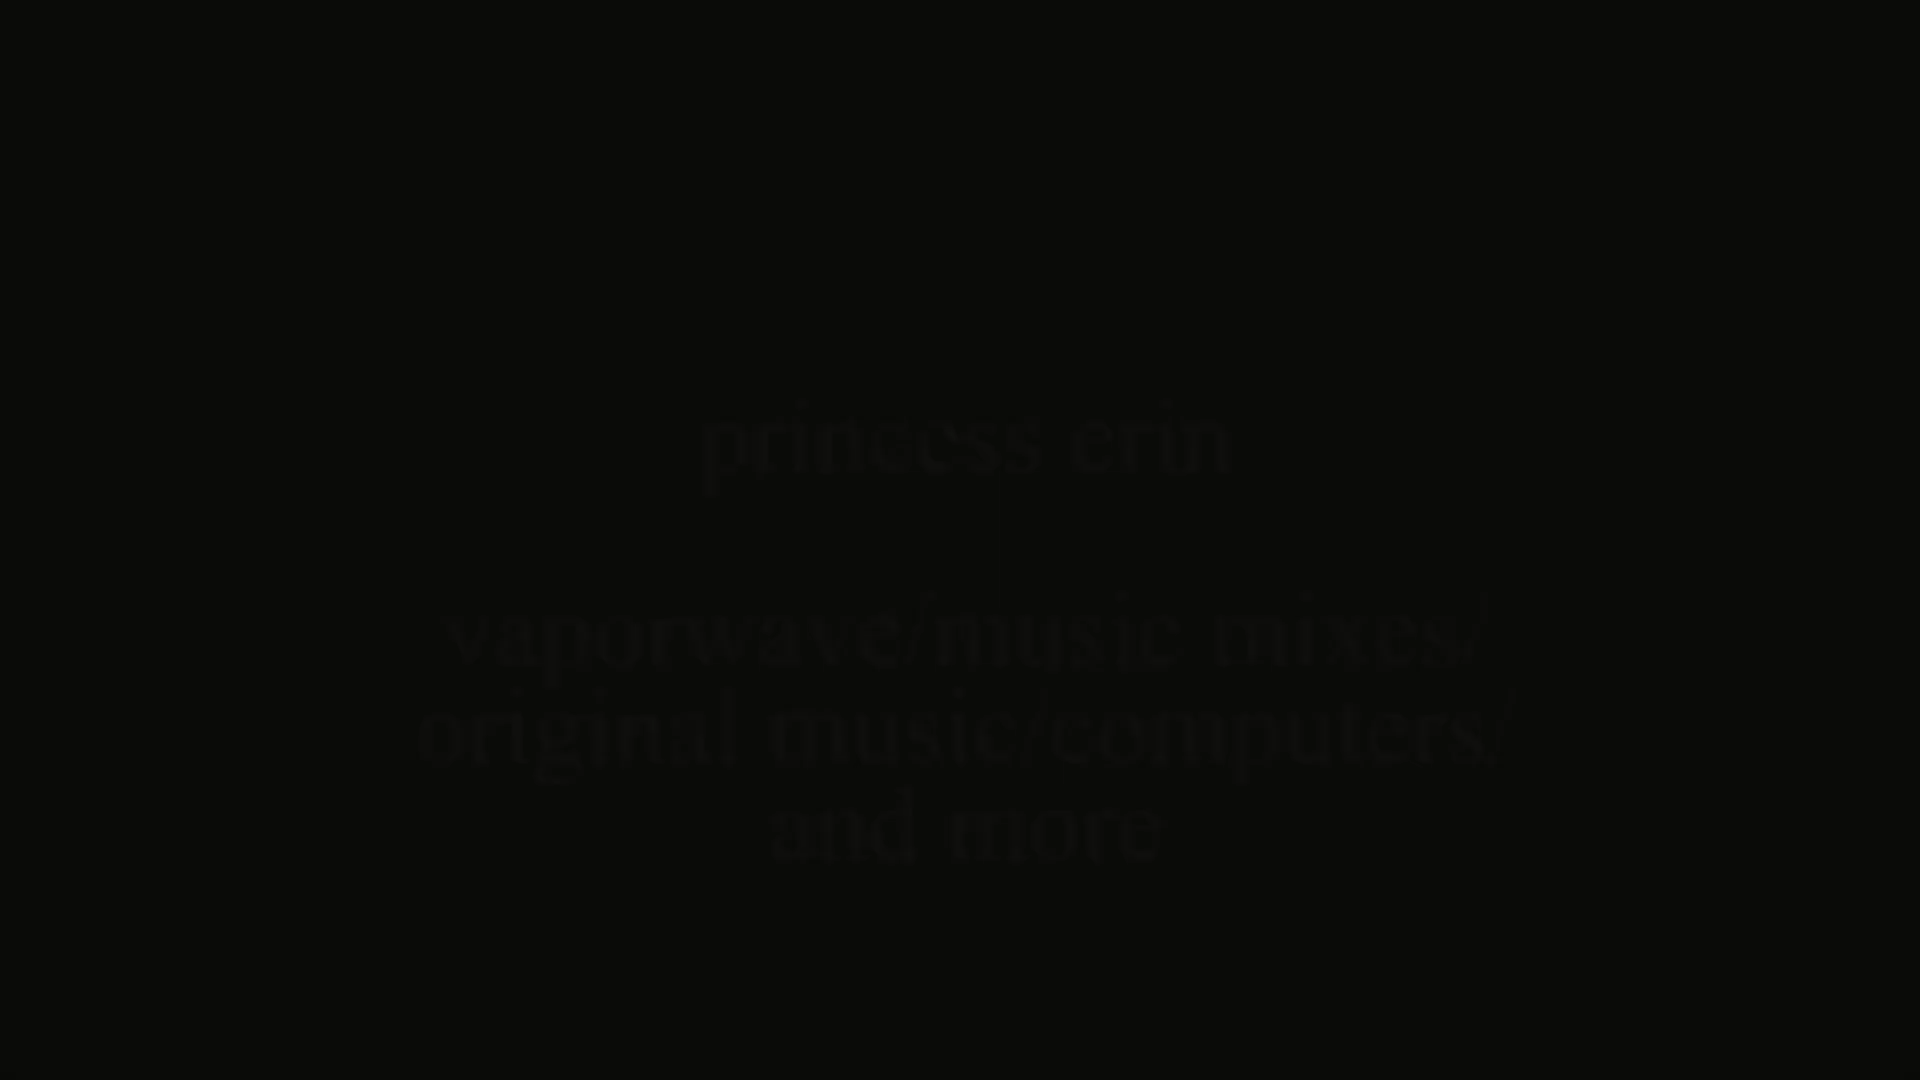 princess erin
vaporwave/music mixes/
original music/computers/
and more